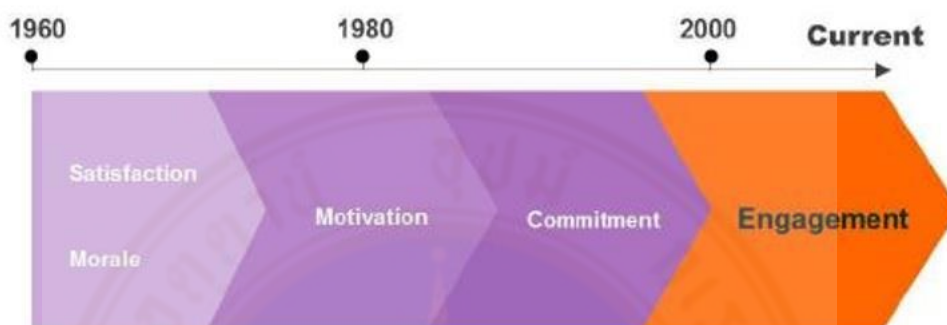 1960 1980 2000 Current
Satisfaction
Motivation Commitment Engagement
Morale